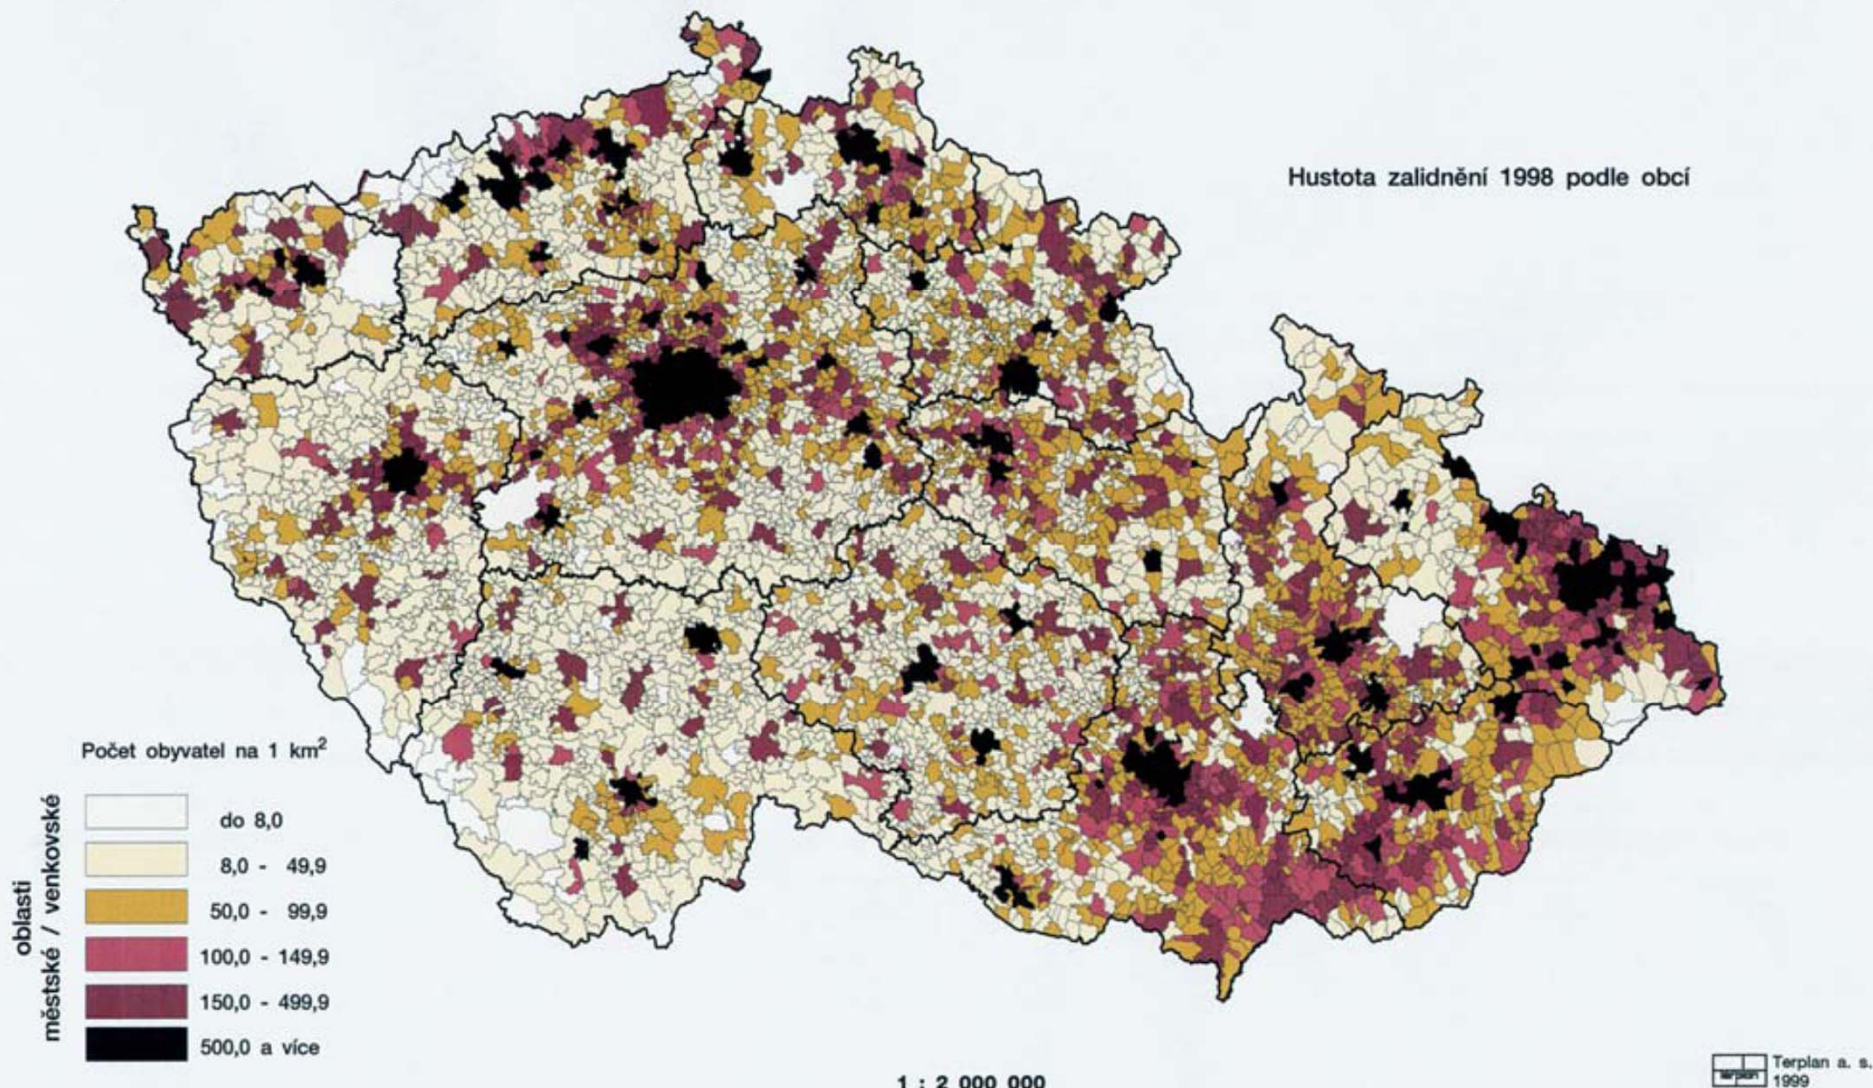 Hustota zalidnění 1998 podle obcí
Počet obyvatel na 1 km²
oblasti
městské / venkovské
do 8,0
8,0 - 49,9
50,0 - 99,9
100,0 - 149,9
150,0 - 499,9
500,0 a více
1 : 2 000 000
terplan
Terplan a. s.
1999